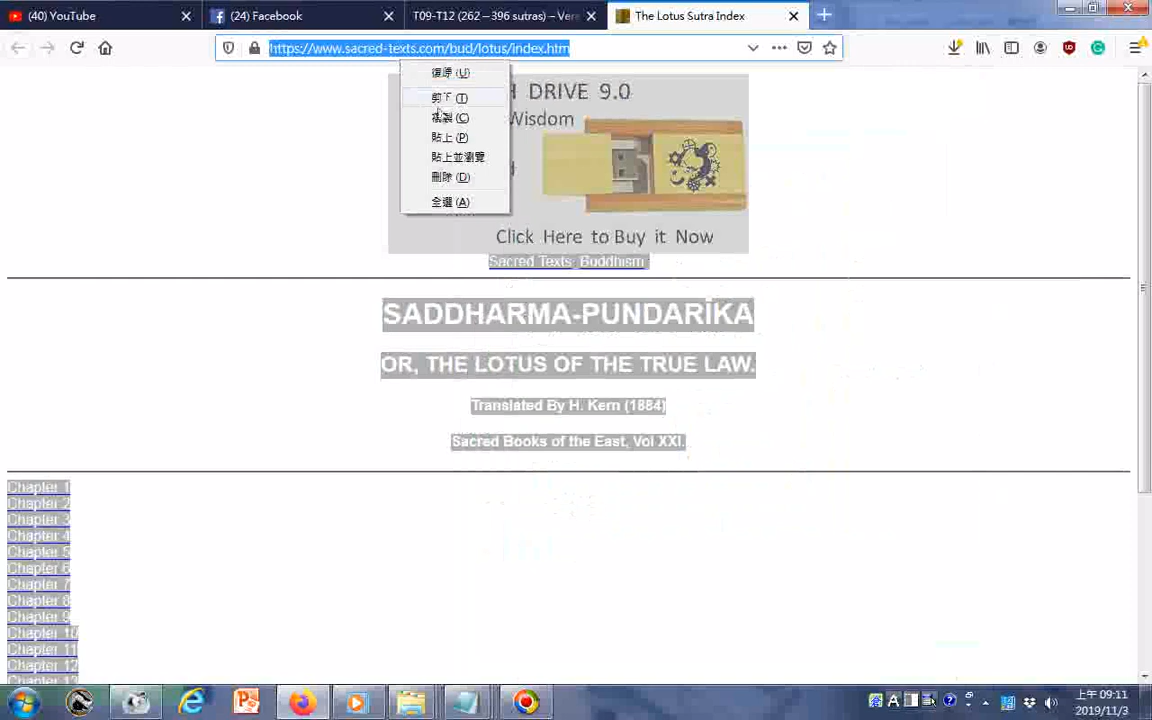 (40) YouTube
(24) Facebook
T09-T12 (262 – 396 sutras) – Ver
The Lotus Sutra Index
https://www.sacred-texts.com/bud/lotus/index.htm
復原 (U)
剪下 (T)
複製 (C)
貼上 (P)
貼上並瀏覽
刪除 (D)
全選 (A)
H DRIVE 9.0
Wisdom
H
Click Here to Buy it Now
Sacred Texts Buddhism
SADDHARMA-PUNDARÎKA
OR, THE LOTUS OF THE TRUE LAW.
Translated By H. Kern (1884)
Sacred Books of the East, Vol XXI.
Chapter 1
Chapter 2
Chapter 3
Chapter 4
Chapter 5
Chapter 6
Chapter 7
Chapter 8
Chapter 9
Chapter 10
Chapter 11
Chapter 12
Chapter 13
上午 09:11
2019/11/3